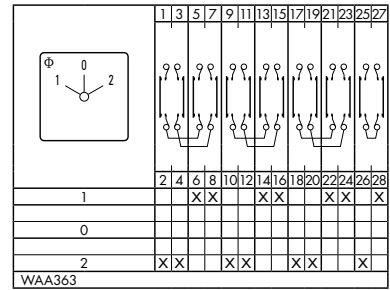 1 3 5 7 9 11 13 15 17 19 21 23 25 27
Φ 0
1 2
2 4 6 8 10 12 14 16 18 20 22 24 26 28
1 X X X X X X X
0
2 X X X X X X X
WAA363